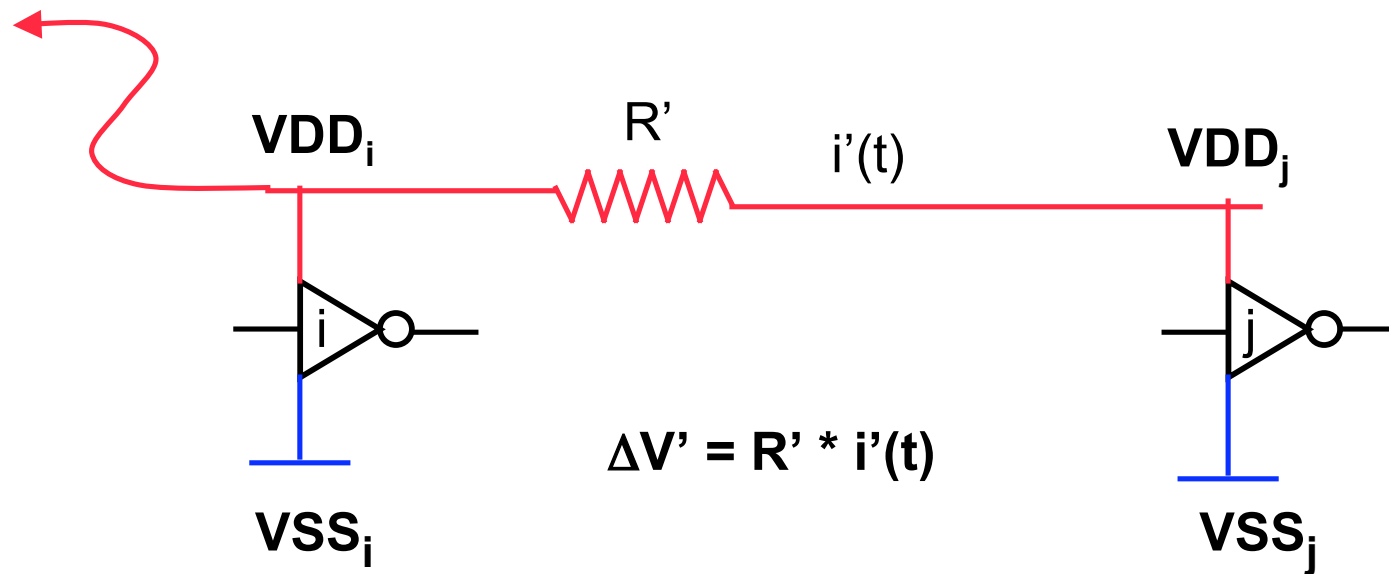 VDDi
R’
i’(t)
VDDj
i
j
ΔV’ = R’ * i’(t)
VSSi
VSSj